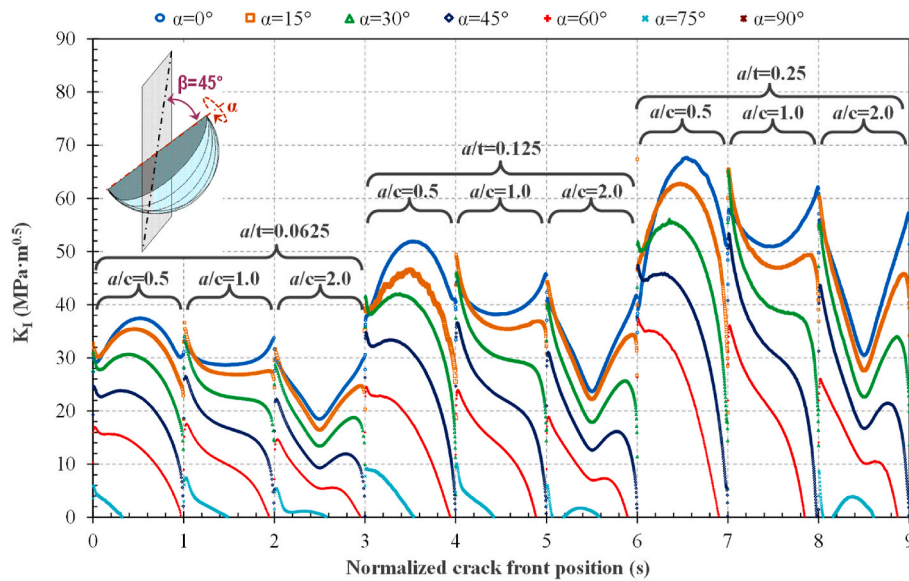 α=0° α=15° α=30° α=45° α=60° α=75° α=90°
90
80
70
60
50
40
30
20
10
0
K_I (MPa·m^0.5)
β=45°
α
a/t=0.0625
a/c=0.5 a/c=1.0 a/c=2.0
a/t=0.125
a/c=0.5 a/c=1.0 a/c=2.0
a/t=0.25
a/c=0.5 a/c=1.0 a/c=2.0
0 1 2 3 4 5 6 7 8 9
Normalized crack front position (s)